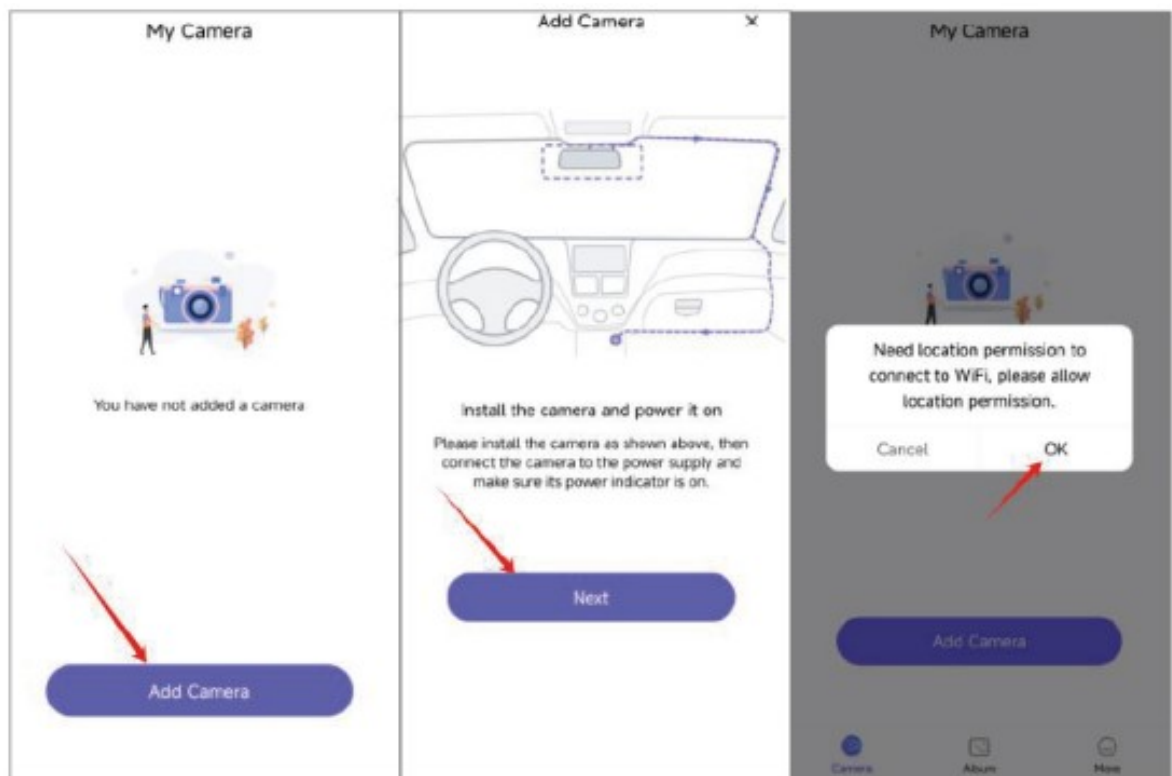 My Camera
You have not added a camera
Add Camera
Add Camera
Install the camera and power it on
Please install the camera as shown above, then
connect the camera to the power supply and
make sure its power indicator is on.
Next
My Camera
Need location permission to
connect to WiFi, please allow
location permission.
Cancel
OK
Add Camera
Camera
Album
More